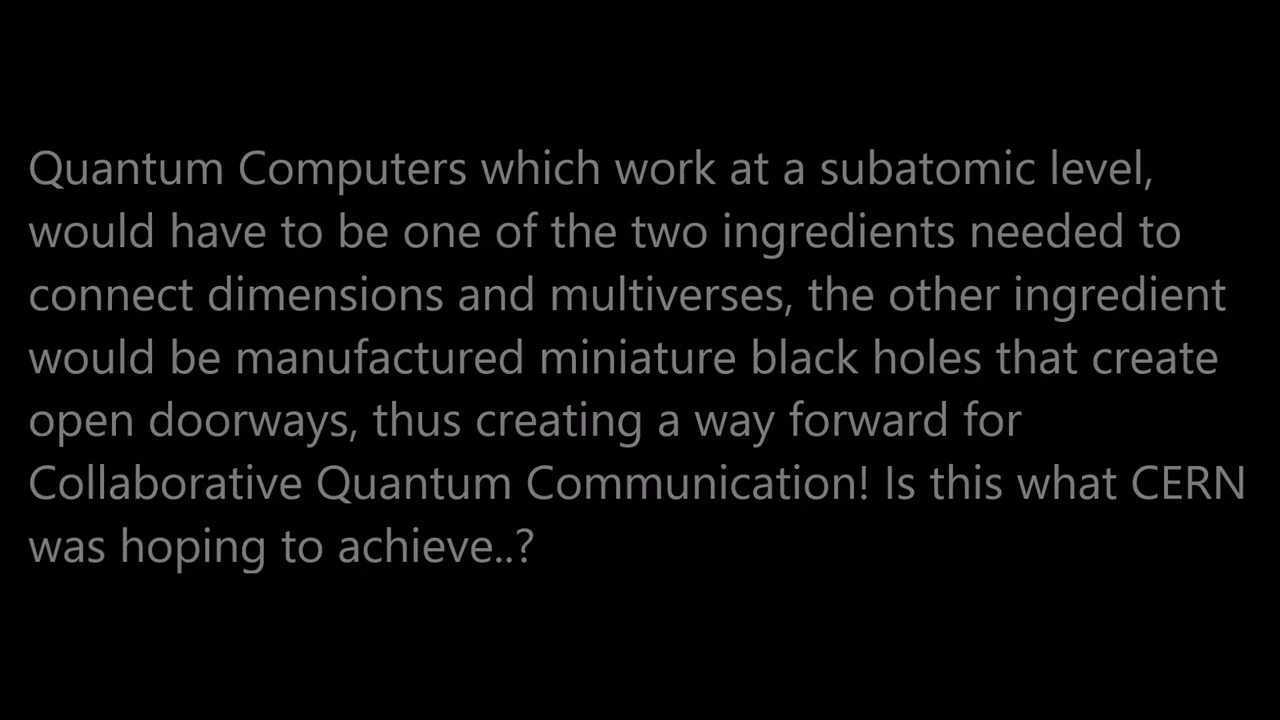 Quantum Computers which work at a subatomic level,
would have to be one of the two ingredients needed to
connect dimensions and multiverses, the other ingredient
would be manufactured miniature black holes that create
open doorways, thus creating a way forward for
Collaborative Quantum Communication! Is this what CERN
was hoping to achieve..?